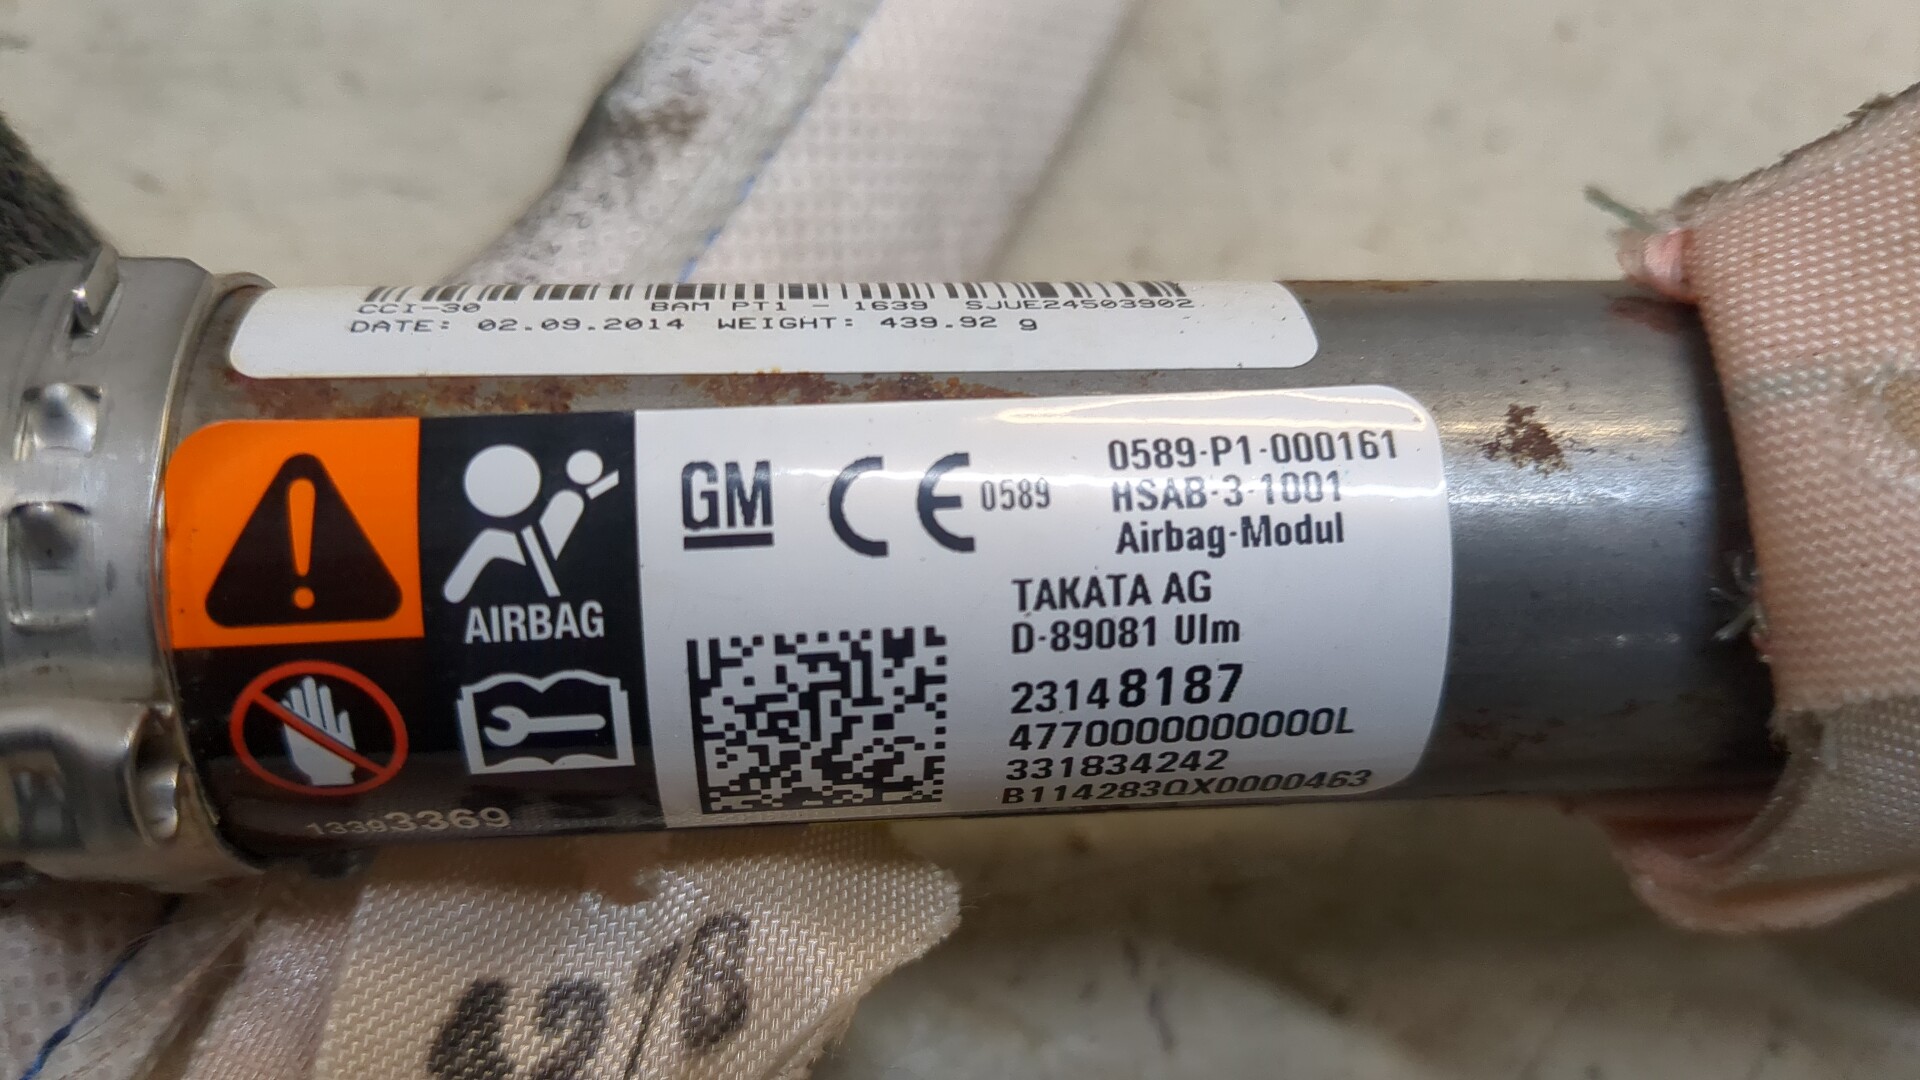 CCI-30 BAM PT1 - 1639 SJUE24503902
DATE: 02.09.2014 WEIGHT: 439.92 g
GM CE 0589
0589-P1-000161
HSAB-3-1001
Airbag-Modul
AIRBAG
TAKATA AG
D-89081 Ulm
23148187
4770000000000L
331834242
B114283QX0000463
13393369